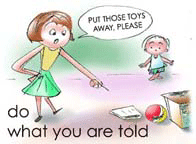 PUT THOSE TOYS
AWAY, PLEASE
do
what you are told